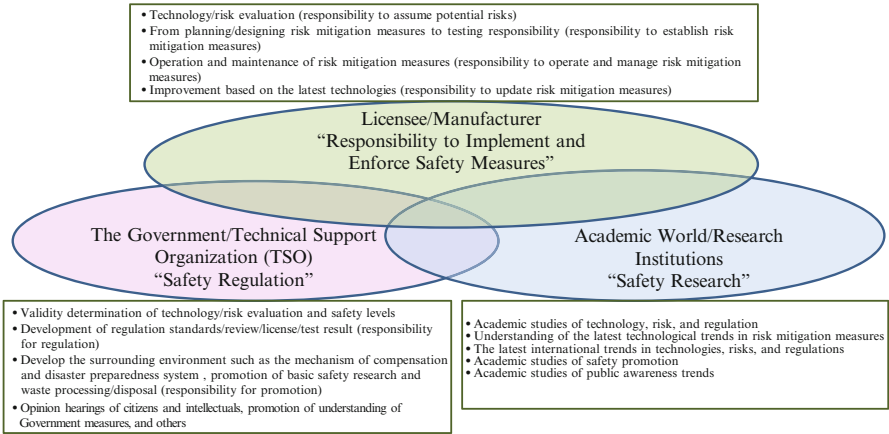 • Technology/risk evaluation (responsibility to assume potential risks)
• From planning/designing risk mitigation measures to testing responsibility (responsibility to establish risk
mitigation measures)
• Operation and maintenance of risk mitigation measures (responsibility to operate and manage risk mitigation
measures)
• Improvement based on the latest technologies (responsibility to update risk mitigation measures)
Licensee/Manufacturer
“Responsibility to Implement and
Enforce Safety Measures”
The Government/Technical Support
Organization (TSO)
“Safety Regulation”
Academic World/Research
Institutions
“Safety Research”
• Validity determination of technology/risk evaluation and safety levels
• Development of regulation standards/review/license/test result (responsibility
for regulation)
• Develop the surrounding environment such as the mechanism of compensation
and disaster preparedness system , promotion of basic safety research and
waste processing/disposal (responsibility for promotion)
• Opinion hearings of citizens and intellectuals, promotion of understanding of
Government measures, and others
• Academic studies of technology, risk, and regulation
• Understanding of the latest technological trends in risk mitigation measures
• The latest international trends in technologies, risks, and regulations
• Academic studies of safety promotion
• Academic studies of public awareness trends